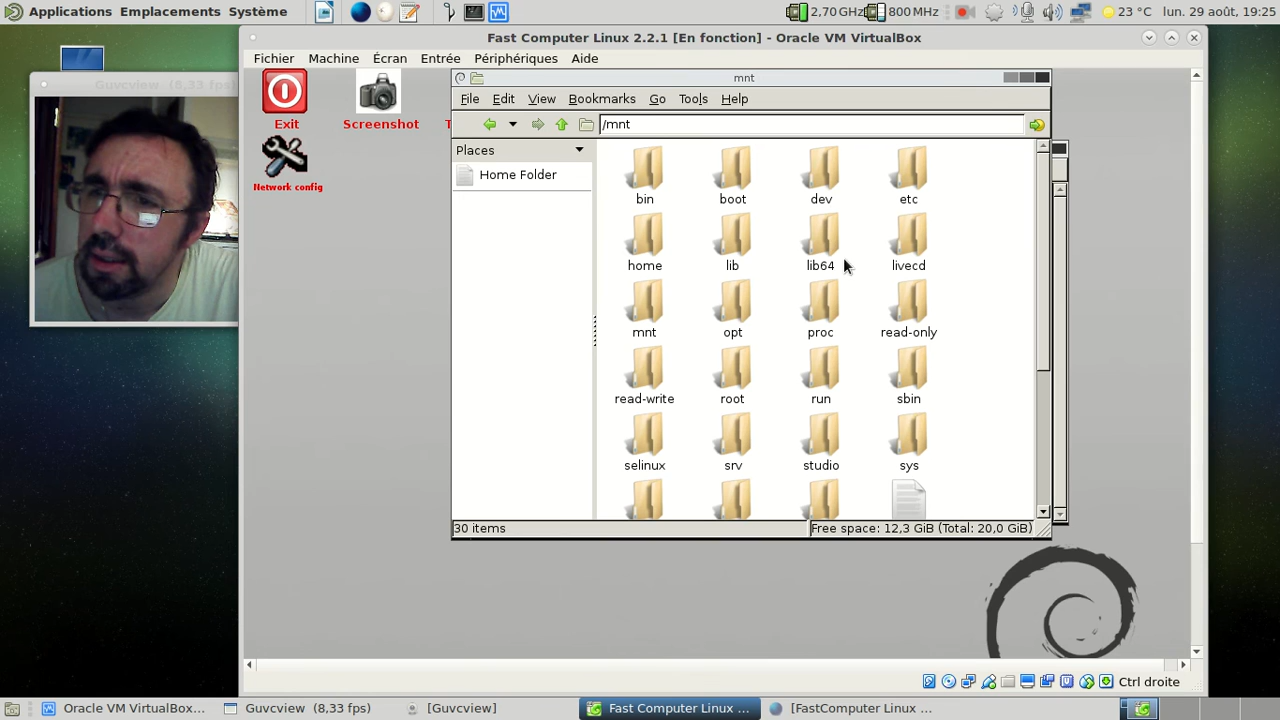 Applications Emplacements Système 2,70 GHz 800 MHz 23 °C lun. 29 août, 19:25
Fast Computer Linux 2.2.1 [En fonction] - Oracle VM VirtualBox
Fichier Machine Écran Entrée Périphériques Aide
Guvcview (8,33 fps)
Exit
Screenshot
T
Network config
mnt
File Edit View Bookmarks Go Tools Help
/mnt
Places
Home Folder
bin boot dev etc
home lib lib64 livecd
mnt opt proc read-only
read-write root run sbin
selinux srv studio sys
30 items Free space: 12,3 GiB (Total: 20,0 GiB)
Ctrl droite
Oracle VM VirtualBox... Guvcview (8,33 fps) [Guvcview] Fast Computer Linux ... [FastComputer Linux ...